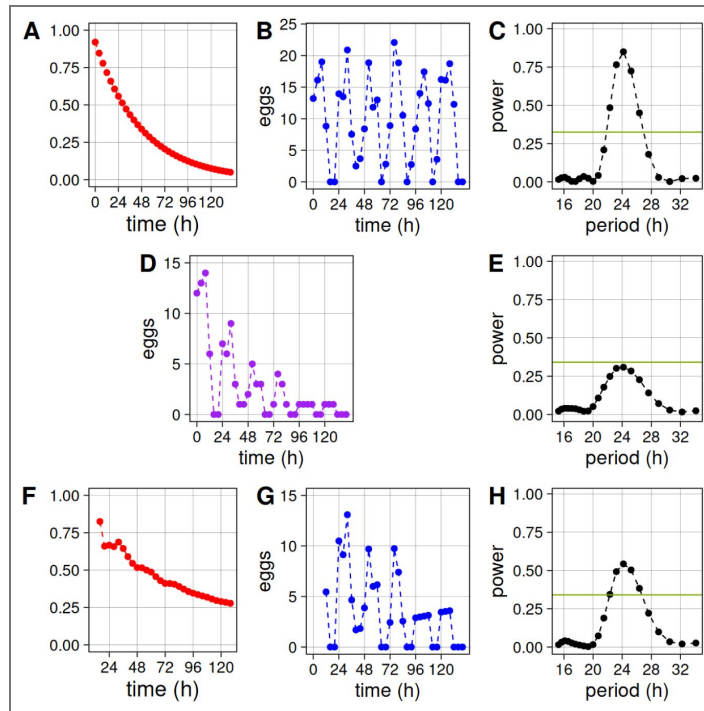 A
1.00
0.75
0.50
0.25
0.00
0 24 48 72 96 120
time (h)
B
eggs
25
20
15
10
5
0
0 24 48 72 96 120
time (h)
C
power
1.00
0.75
0.50
0.25
0.00
16 20 24 28 32
period (h)
D
eggs
15
10
5
0
0 24 48 72 96 120
time (h)
E
power
1.00
0.75
0.50
0.25
0.00
16 20 24 28 32
period (h)
F
1.00
0.75
0.50
0.25
0.00
24 48 72 96 120
time (h)
G
eggs
15
10
5
0
0 24 48 72 96 120
time (h)
H
power
1.00
0.75
0.50
0.25
0.00
16 20 24 28 32
period (h)